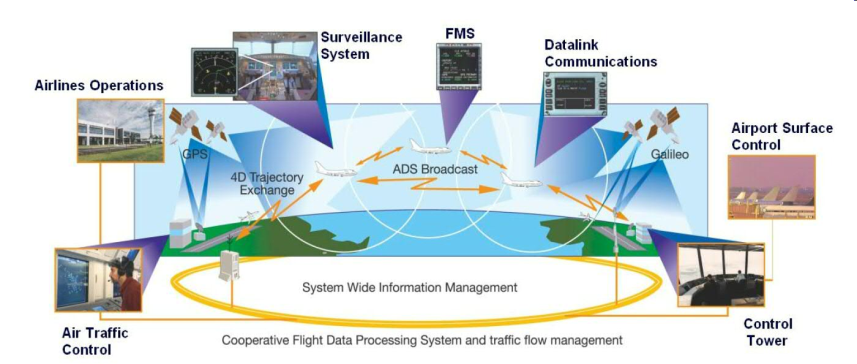 Surveillance
System
FMS
Datalink
Communications
Airlines Operations
Airport Surface
Control
GPS
Galileo
4D Trajectory
Exchange
ADS Broadcast
System Wide Information Management
Air Traffic
Control
Control
Tower
Cooperative Flight Data Processing System and traffic flow management